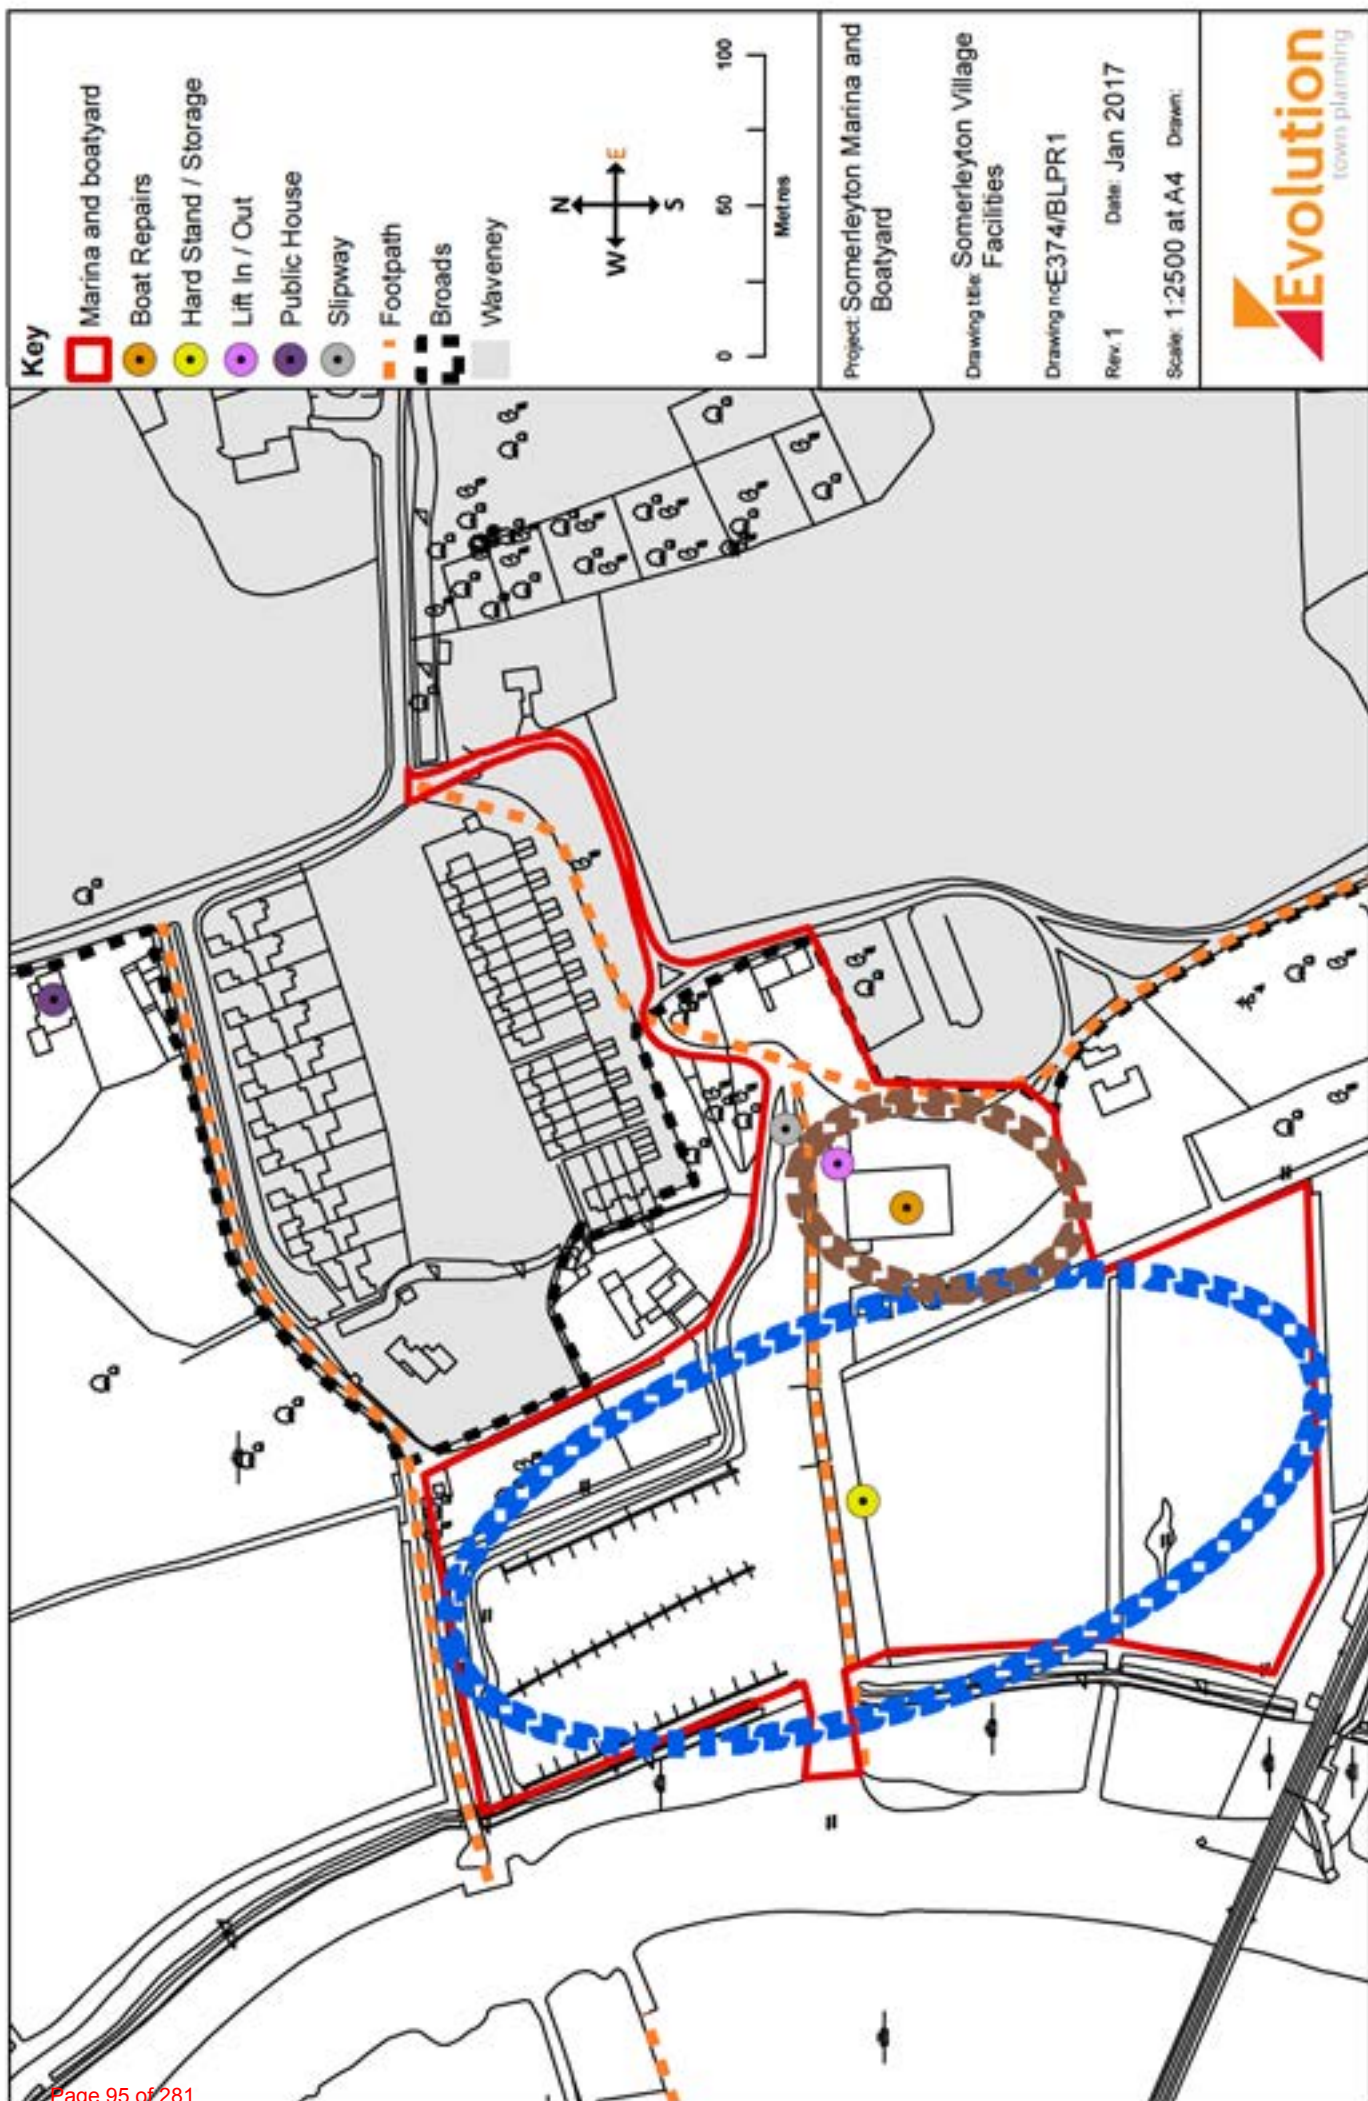 Key
Marina and boatyard
Boat Repairs
Hard Stand / Storage
Lift In / Out
Public House
Slipway
Footpath
Broads
Waveney
N
W E
S
0 50 100
Metres
Project: Somerleyton Marina and
Boatyard
Drawing title: Somerleyton Village
Facilities
Drawing no E374/BLPR1
Rev: 1 Date: Jan 2017
Scale: 1:2500 at A4 Drawn:
Evolution
town planning
Page 95 of 281